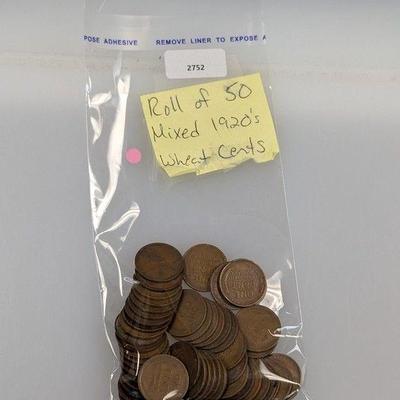 POSE ADHESIVE REMOVE LINER TO EXPOSE A
2752
Roll of 50
Mixed 1920's
Wheat Cents